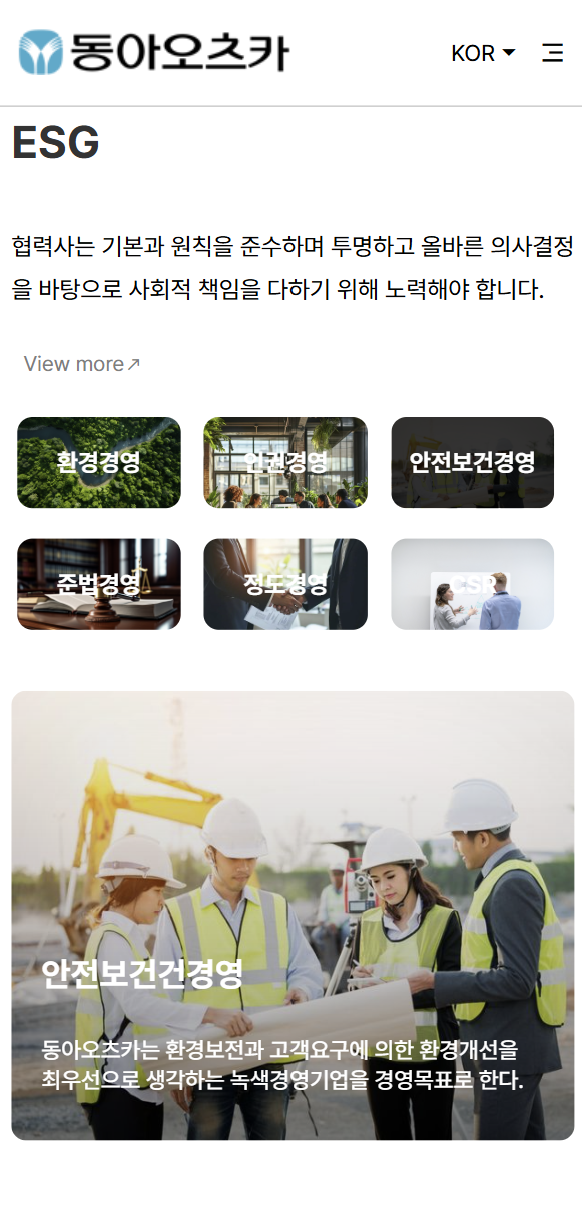 동아오츠카
KOR
ESG
협력사는 기본과 원칙을 준수하며 투명하고 올바른 의사결정
을 바탕으로 사회적 책임을 다하기 위해 노력해야 합니다.
View more↗
환경경영 인권경영 안전보건경영
준법경영 정도경영 CSR
안전보건건경영
동아오츠카는 환경보전과 고객요구에 의한 환경개선을
최우선으로 생각하는 녹색경영기업을 경영목표로 한다.